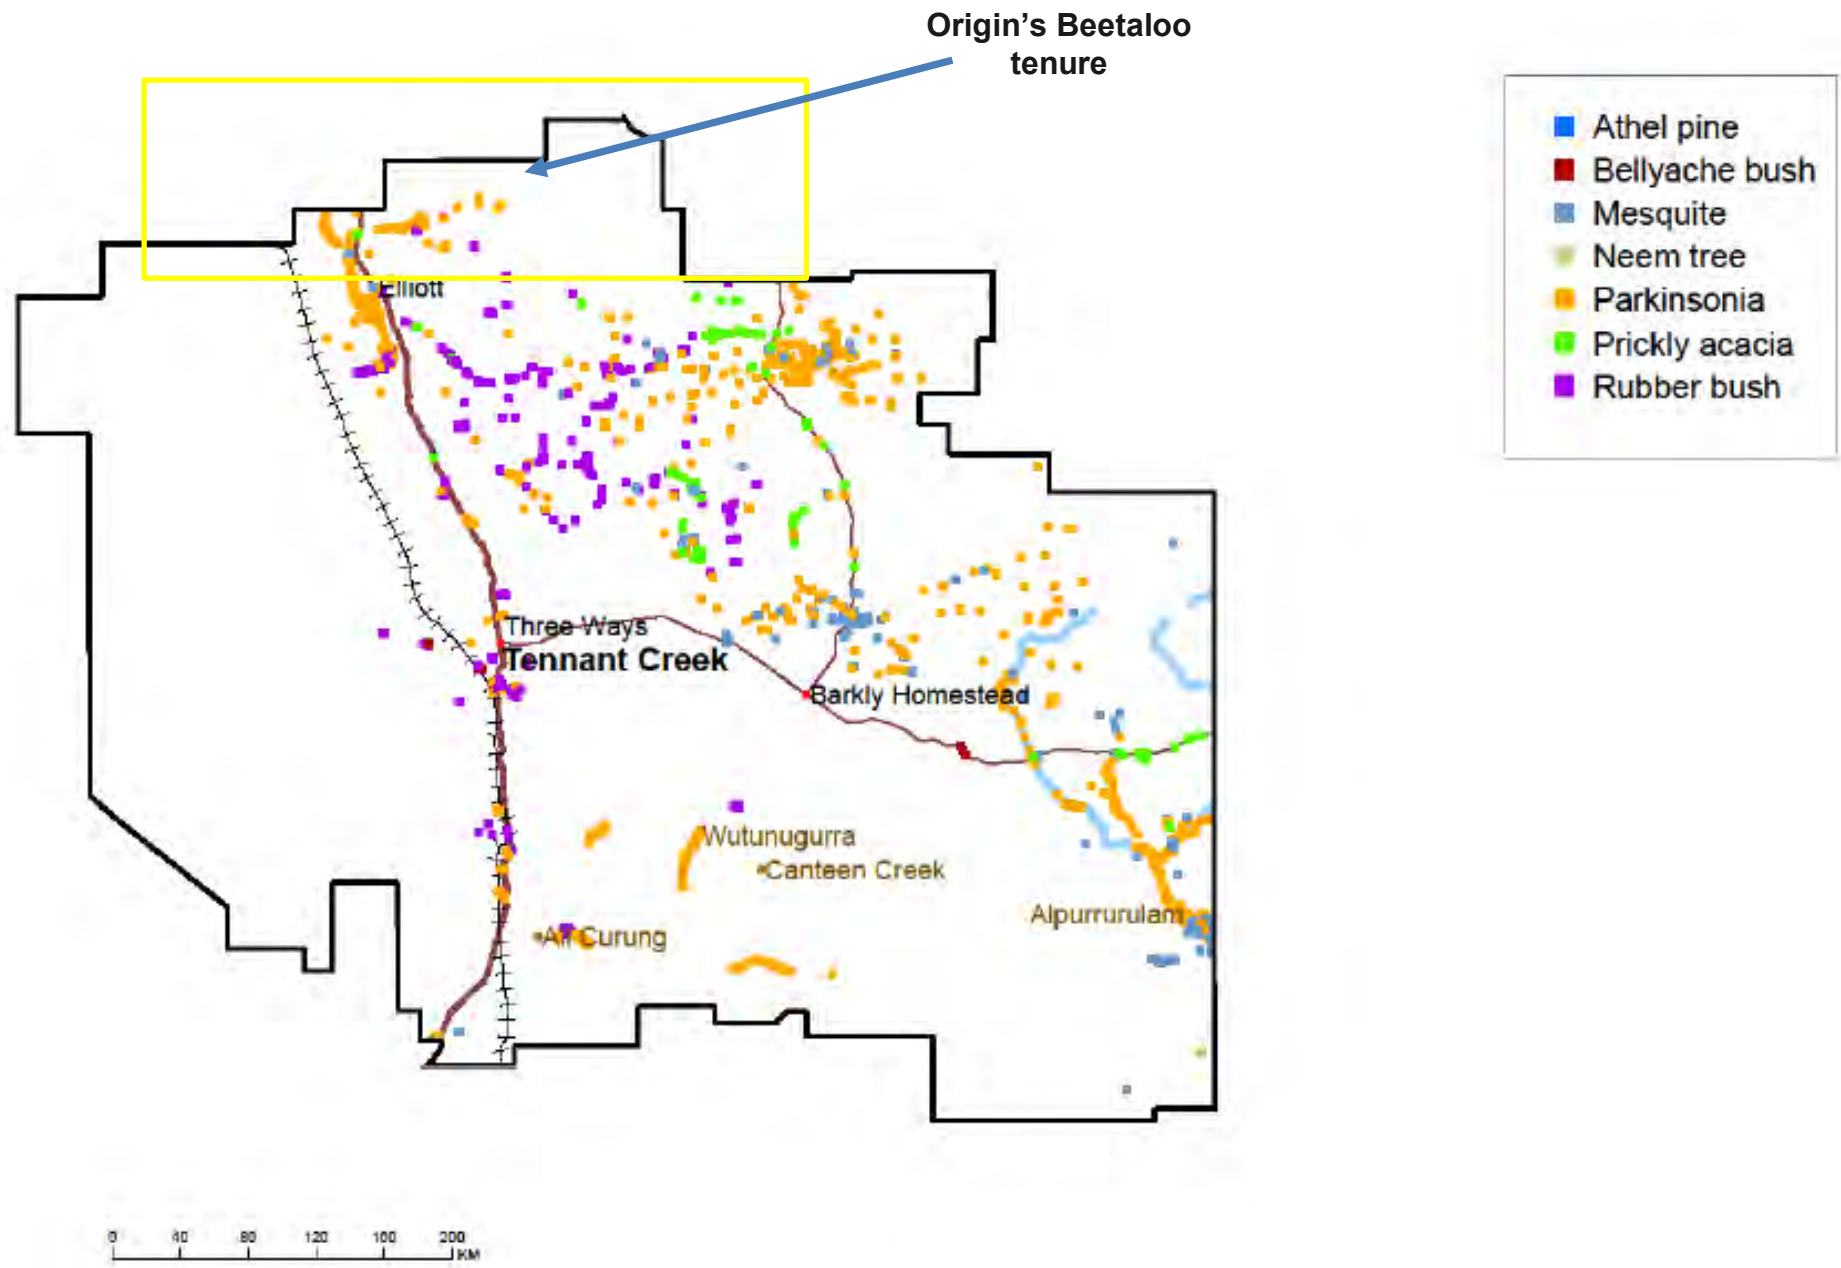 Origin's Beetaloo
tenure
Athel pine
Bellyache bush
Mesquite
Neem tree
Parkinsonia
Prickly acacia
Rubber bush
Elliott
Three Ways
Tennant Creek
Barkly Homestead
Wutunugurra
Canteen Creek
Alpurrurulam
Ali Curung
0 40 80 120 160 200
KM